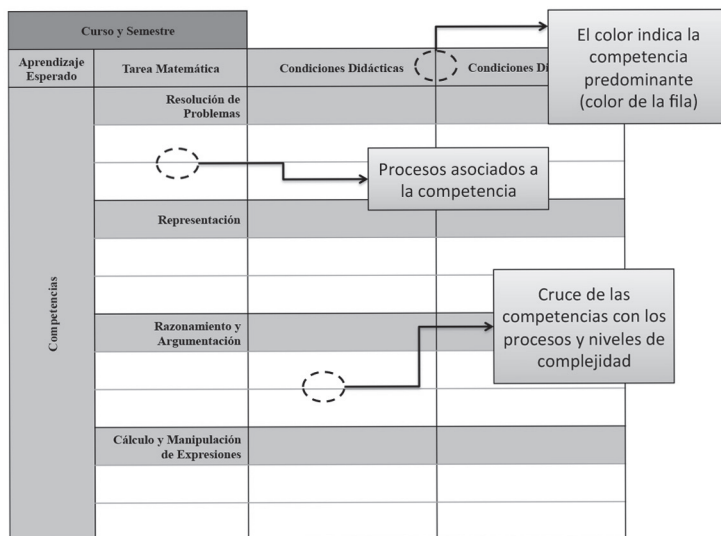 Curso y Semestre
Aprendizaje
Esperado
Tarea Matemática
Condiciones Didácticas
Condiciones Di
El color indica la
competencia
predominante
(color de la fila)
Resolución de
Problemas
Procesos asociados a
la competencia
Representación
Competencias
Cruce de las
competencias con los
procesos y niveles de
complejidad
Razonamiento y
Argumentación
Cálculo y Manipulación
de Expresiones